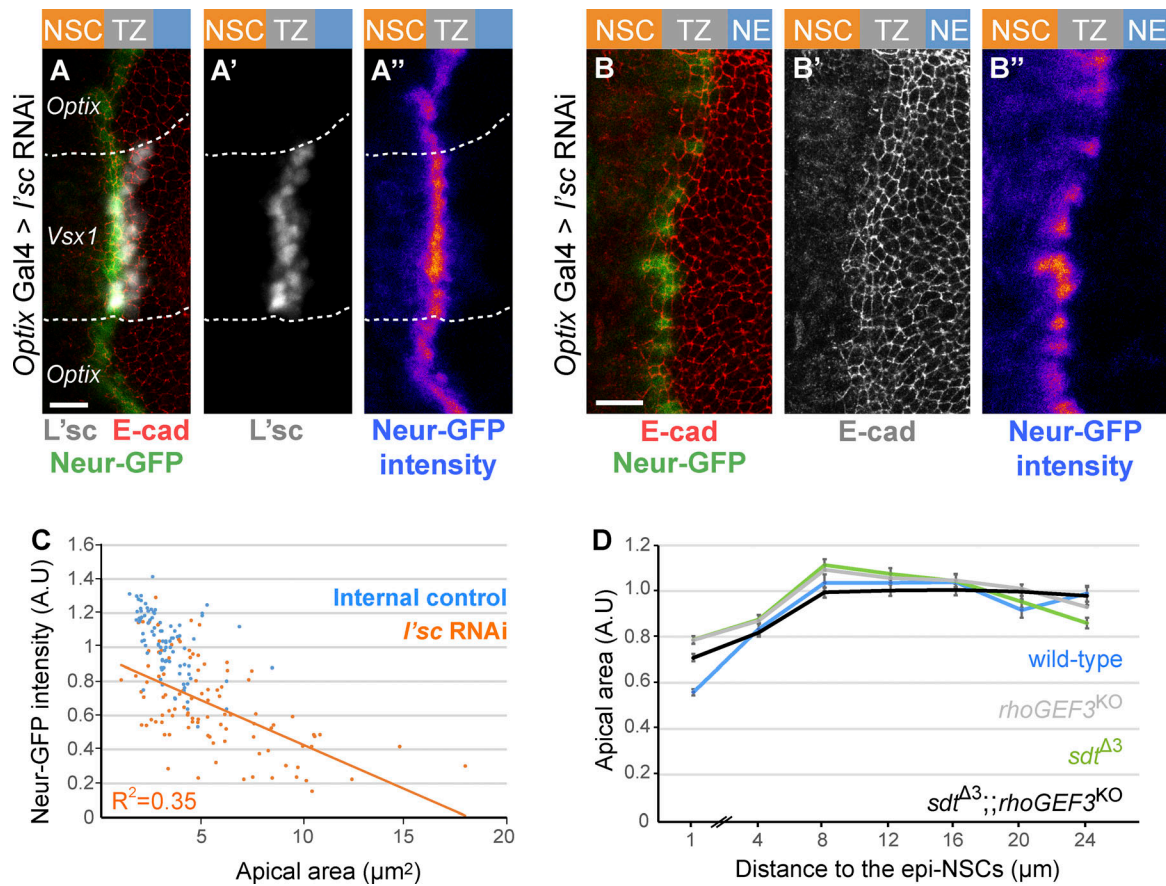 NSC TZ
NSC TZ
TZ
NSC TZ NE
NSC TZ NE
NSC TZ NE
Optix Gal4 > l'sc RNAi
A
A'
A''
Optix
Vsx1
Optix
L'sc E-cad
Neur-GFP
L'sc
Neur-GFP
intensity
Optix Gal4 > l'sc RNAi
B
B'
B''
E-cad
Neur-GFP
E-cad
Neur-GFP
intensity
C
Neur-GFP intensity (A.U)
1.6
1.4
1.2
1
0.8
0.6
0.4
0.2
0
Internal control
l'sc RNAi
R²=0.35
5 10 15 20
Apical area (µm²)
D
Apical area (A.U)
1.2
1.0
0.8
0.6
0.4
0.2
0
wild-type
rhoGEF3ᴷᴼ
sdtᐃ³
sdtᐃ³;;rhoGEF3ᴷᴼ
1 4 8 12 16 20 24
Distance to the epi-NSCs (µm)